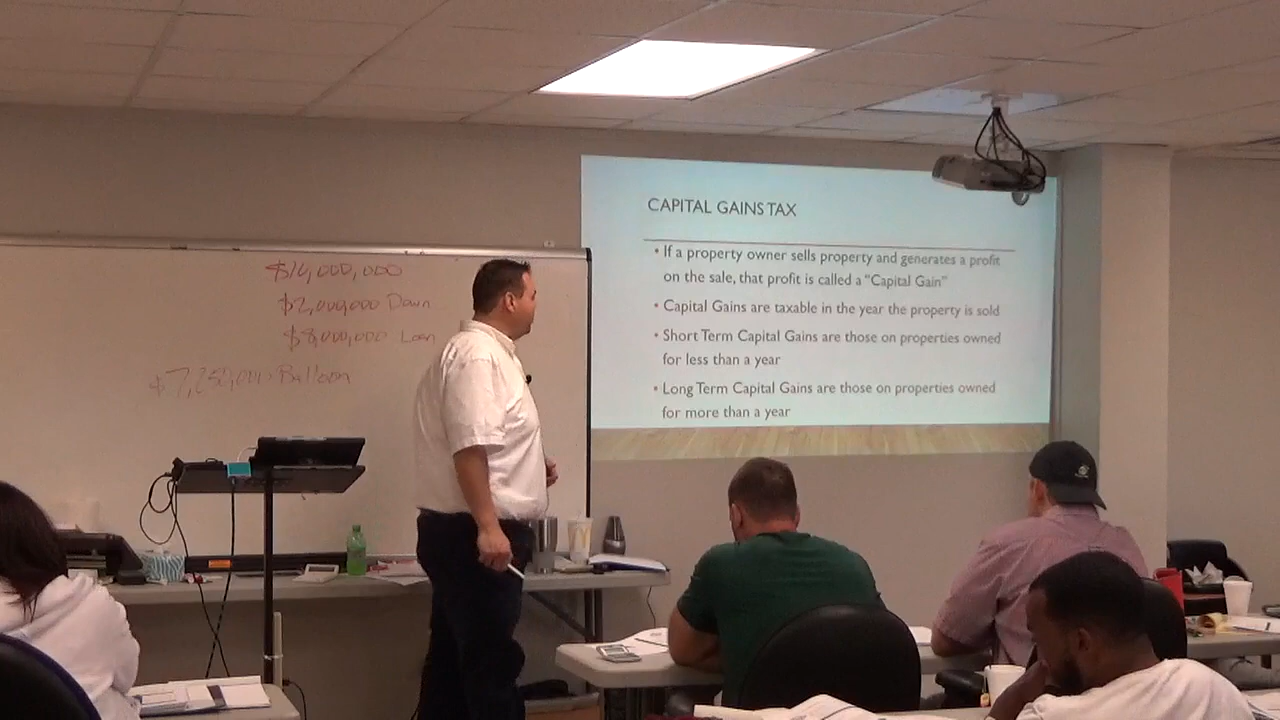 $10,000,000
$2,000,000 Down
$8,000,000 Loan
Balloon
CAPITAL GAINS TAX
• If a property owner sells property and generates a profit
on the sale, that profit is called a "Capital Gain"
• Capital Gains are taxable in the year the property is sold
• Short Term Capital Gains are those on properties owned
for less than a year
• Long Term Capital Gains are those on properties owned
for more than a year